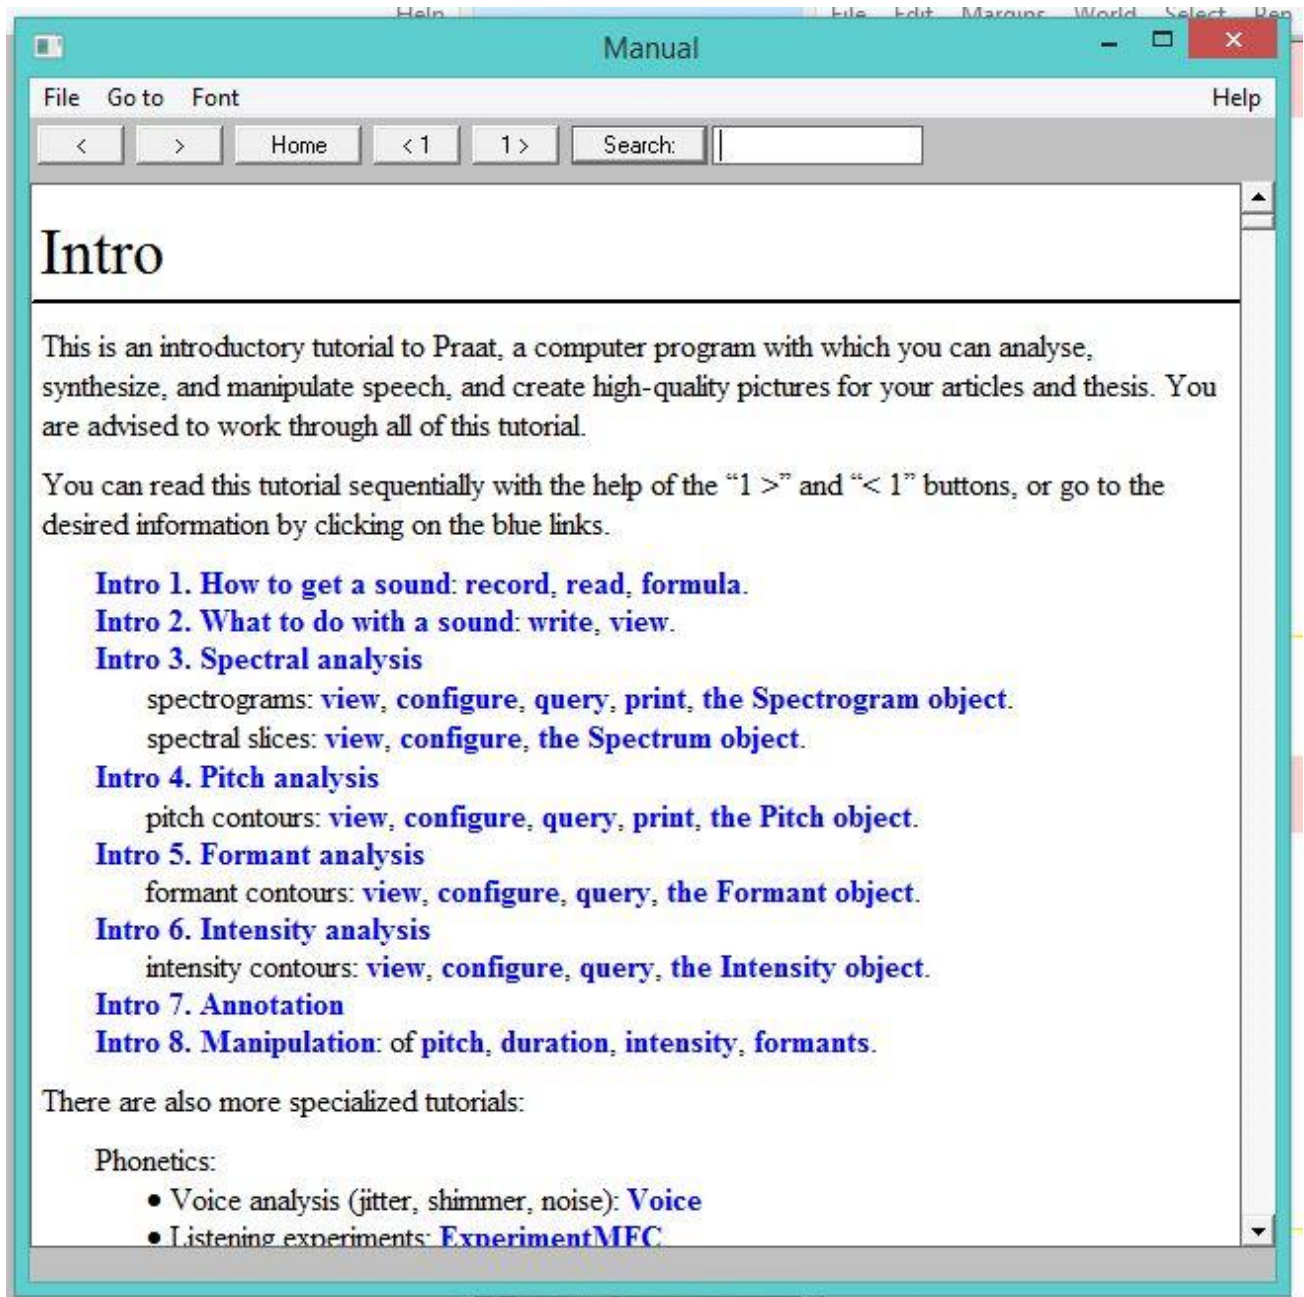 Help File Edit Margins World Select Pen
Manual
File Go to Font Help
< > Home < 1 1 > Search:
Intro
This is an introductory tutorial to Praat, a computer program with which you can analyse,
synthesize, and manipulate speech, and create high-quality pictures for your articles and thesis. You
are advised to work through all of this tutorial.
You can read this tutorial sequentially with the help of the “1 >” and “< 1” buttons, or go to the
desired information by clicking on the blue links.
Intro 1. How to get a sound: record, read, formula.
Intro 2. What to do with a sound: write, view.
Intro 3. Spectral analysis
spectrograms: view, configure, query, print, the Spectrogram object.
spectral slices: view, configure, the Spectrum object.
Intro 4. Pitch analysis
pitch contours: view, configure, query, print, the Pitch object.
Intro 5. Formant analysis
formant contours: view, configure, query, the Formant object.
Intro 6. Intensity analysis
intensity contours: view, configure, query, the Intensity object.
Intro 7. Annotation
Intro 8. Manipulation: of pitch, duration, intensity, formants.
There are also more specialized tutorials:
Phonetics:
• Voice analysis (jitter, shimmer, noise): Voice
• Listening experiments: ExperimentMFC